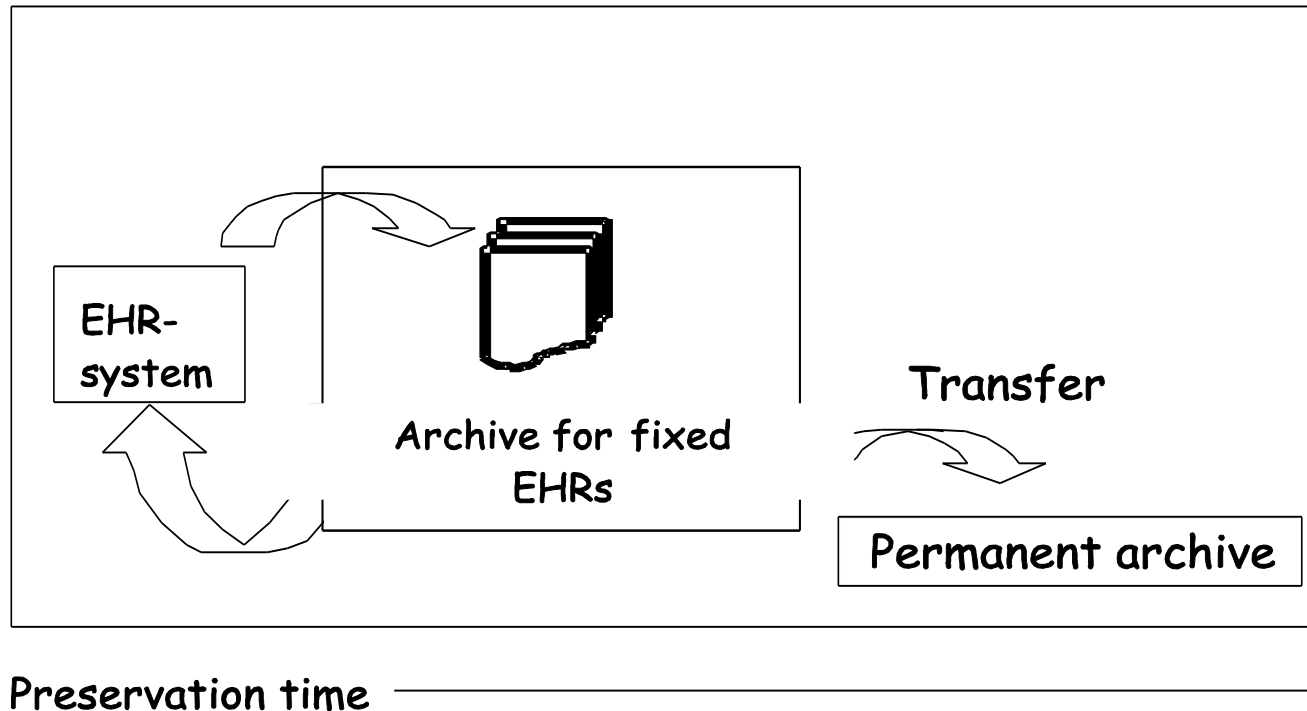 EHR-
system
Archive for fixed
EHRs
Transfer
Permanent archive
Preservation time